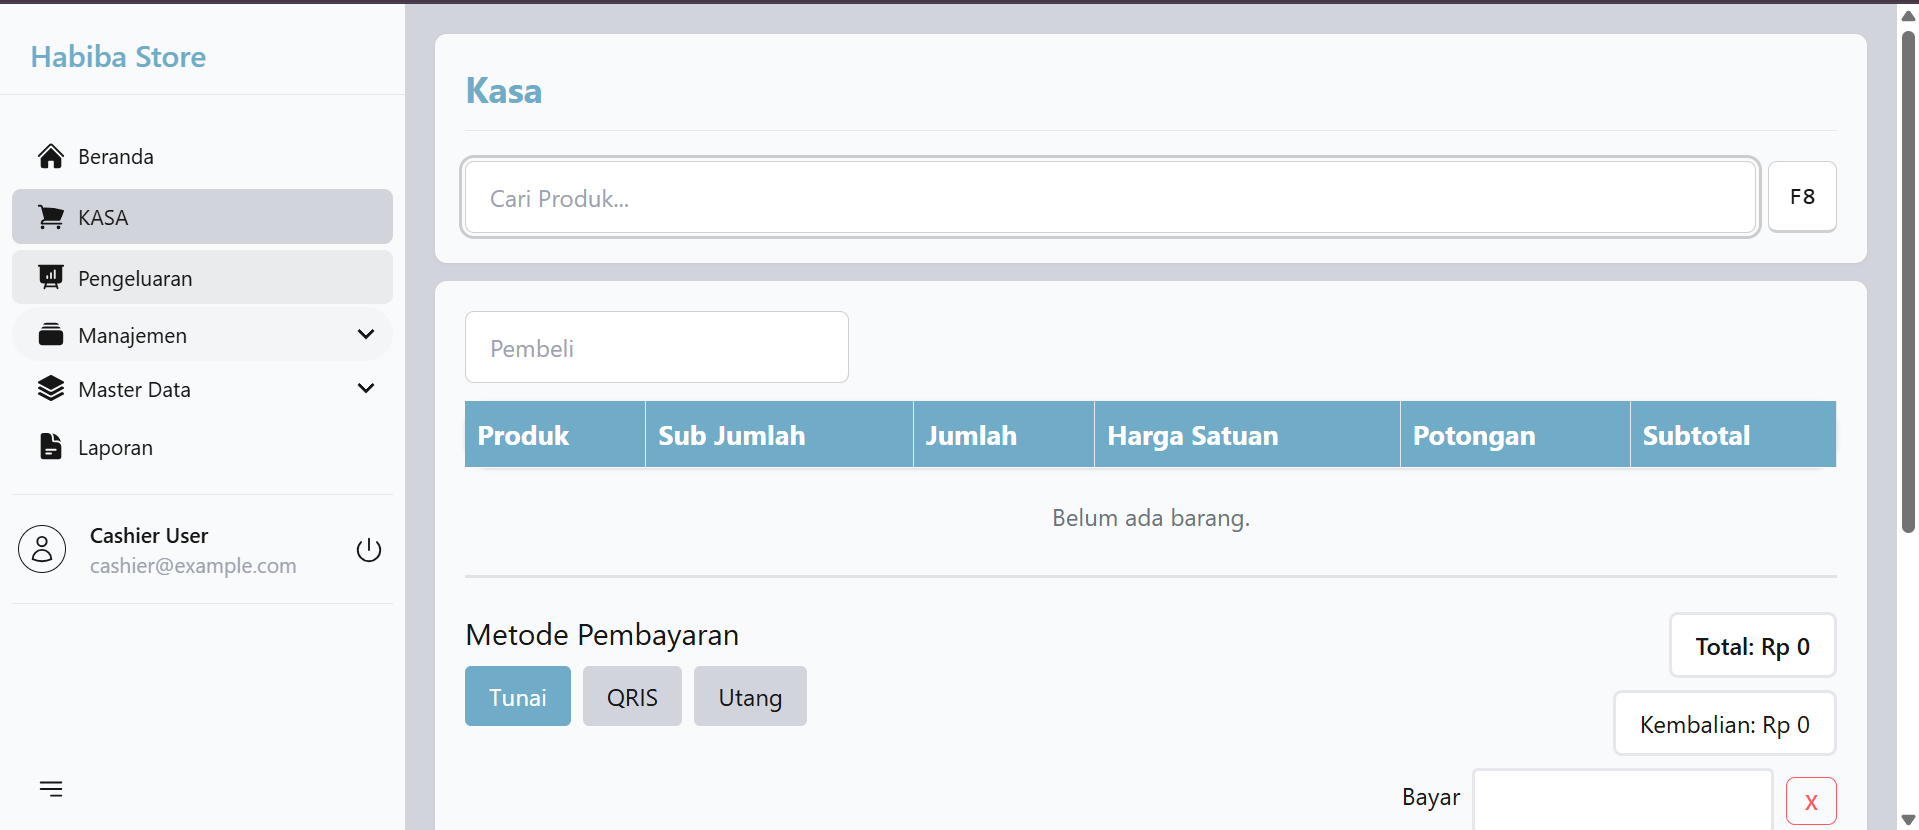 Habiba Store
Beranda
KASA
Pengeluaran
Manajemen
Master Data
Laporan
Cashier User
cashier@example.com
Kasa
Cari Produk...
F8
Pembeli
Produk Sub Jumlah Jumlah Harga Satuan Potongan Subtotal
Belum ada barang.
Metode Pembayaran
Tunai QRIS Utang
Total: Rp 0
Kembalian: Rp 0
Bayar X